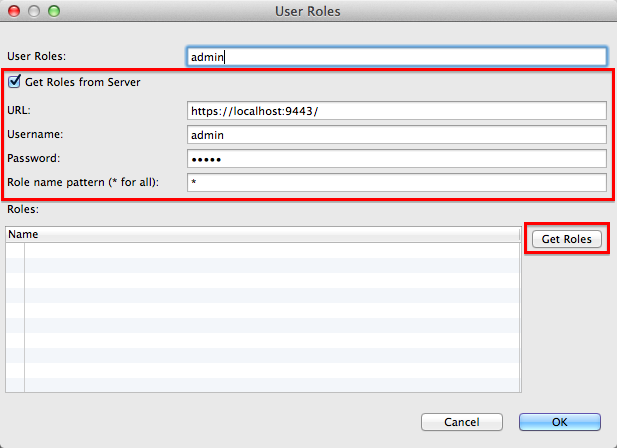 User Roles
User Roles: admin
Get Roles from Server
URL: https://localhost:9443/
Username: admin
Password: •••••
Role name pattern (* for all): *
Roles:
Name
Get Roles
Cancel OK